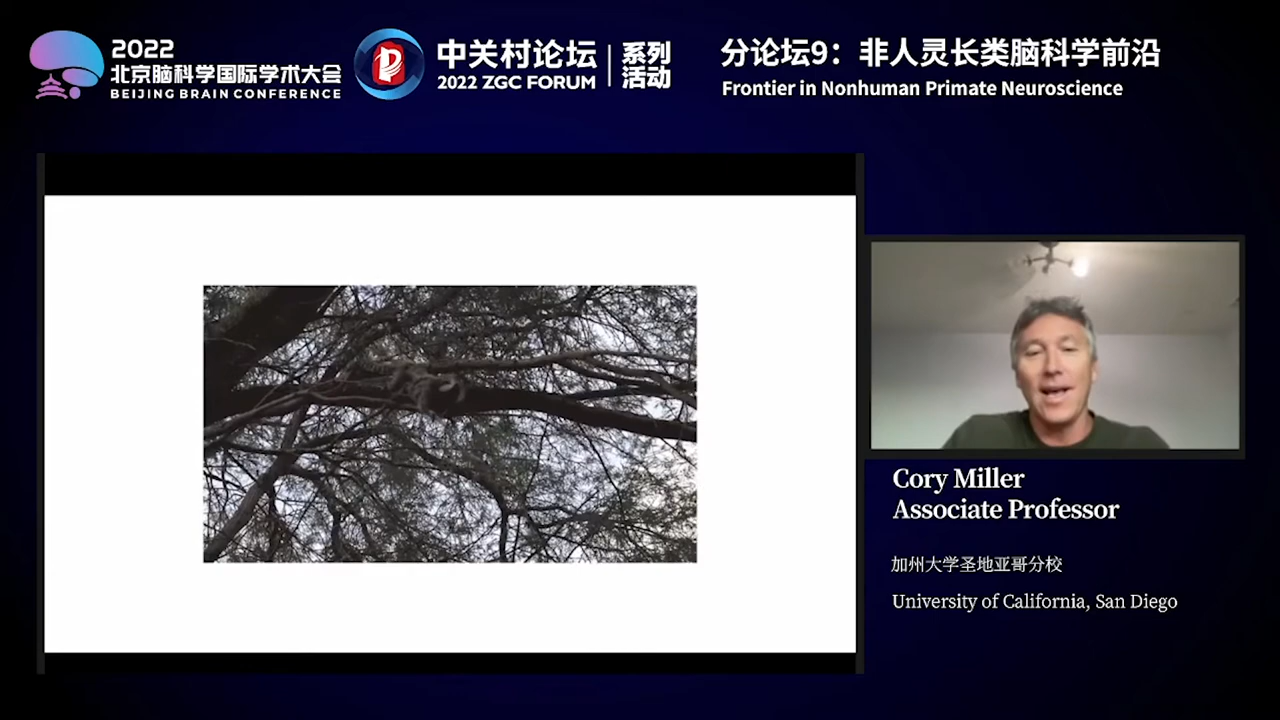 2022
北京脑科学国际学术大会
BEIJING BRAIN CONFERENCE
中关村论坛
2022 ZGC FORUM
系列
活动
分论坛9：非人灵长类脑科学前沿
Frontier in Nonhuman Primate Neuroscience
Cory Miller
Associate Professor
加州大学圣地亚哥分校
University of California, San Diego